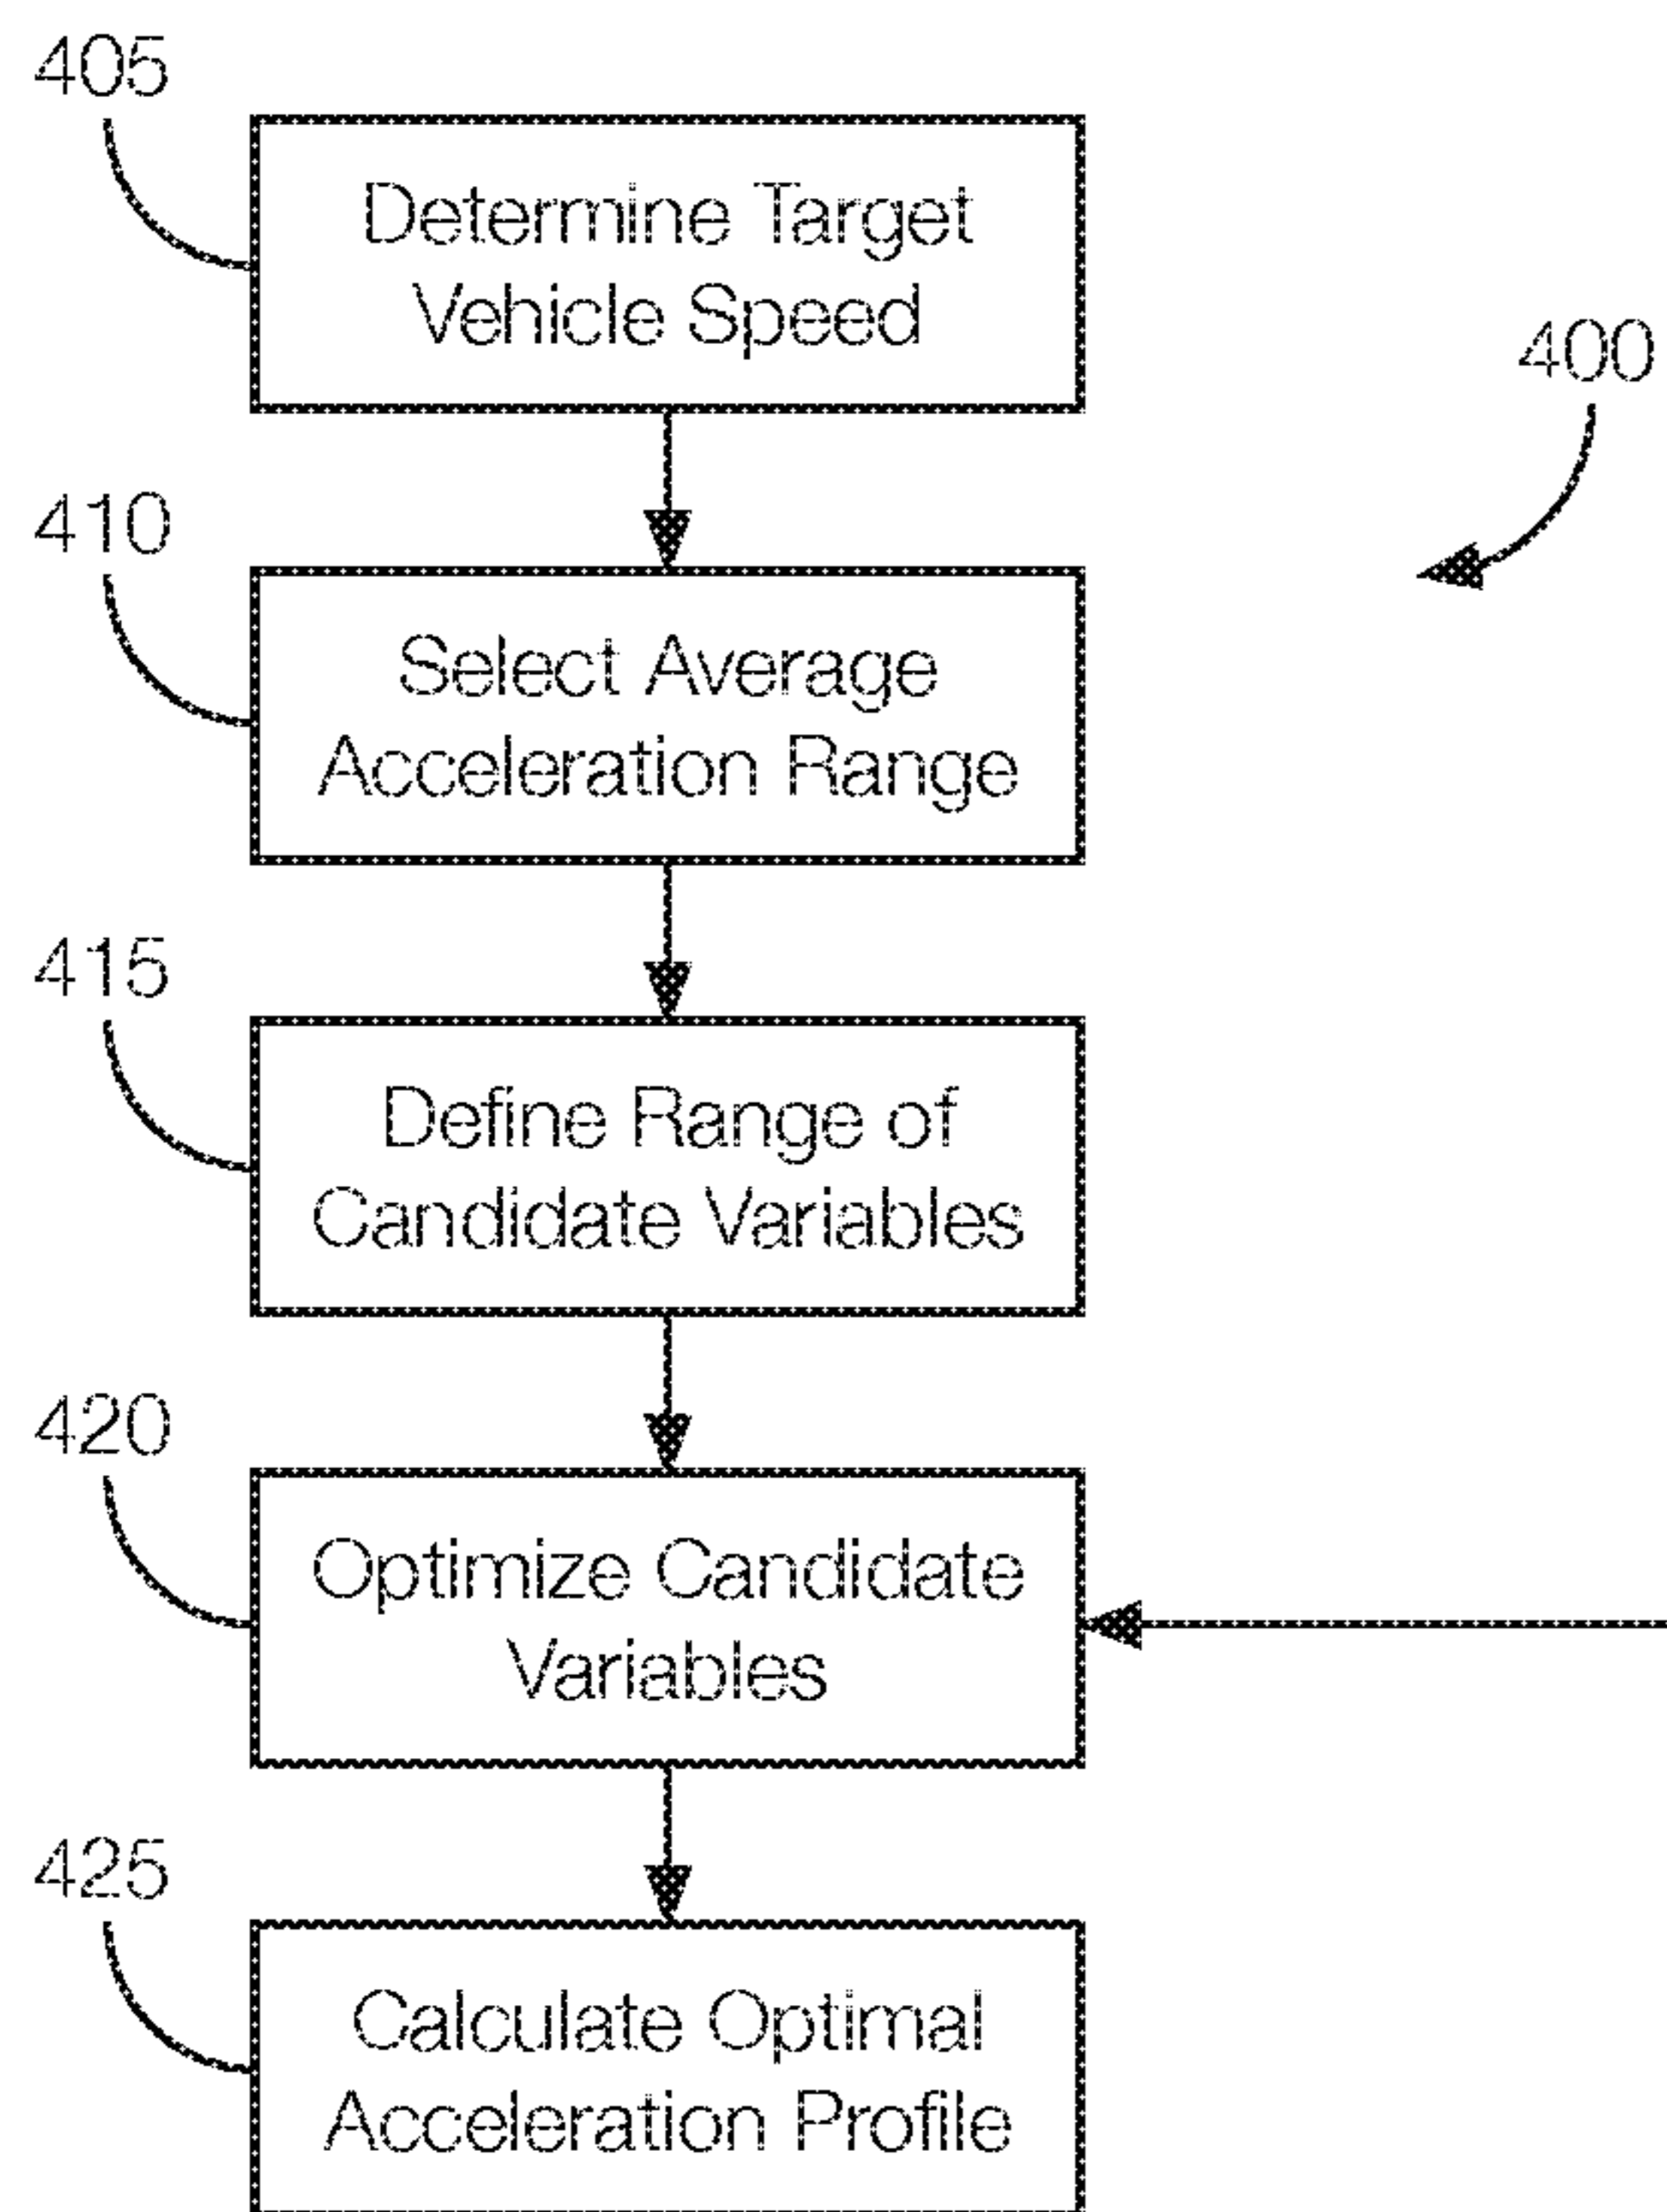 405
Determine Target
Vehicle Speed
400
410
Select Average
Acceleration Range
415
Define Range of
Candidate Variables
420
Optimize Candidate
Variables
425
Calculate Optimal
Acceleration Profile